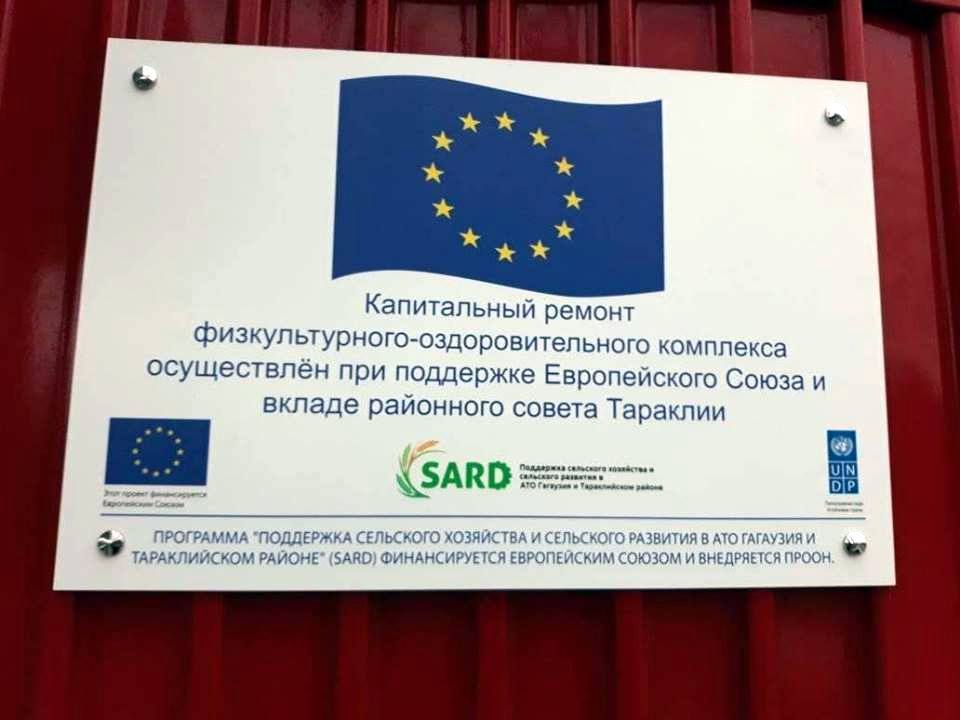 Капитальный ремонт
физкультурного-оздоровительного комплекса
осуществлён при поддержке Европейского Союза и
вкладе районного совета Тараклии
Этот проект финансируется
Европейским Союзом
SARD
Поддержка сельского хозяйства и
сельского развития в
АТО Гагаузия и Тараклийском районе
U N
D P
ПРОГРАММА "ПОДДЕРЖКА СЕЛЬСКОГО ХОЗЯЙСТВА И СЕЛЬСКОГО РАЗВИТИЯ В АТО ГАГАУЗИЯ И
ТАРАКЛИЙСКОМ РАЙОНЕ" (SARD) ФИНАНСИРУЕТСЯ ЕВРОПЕЙСКИМ СОЮЗОМ И ВНЕДРЯЕТСЯ ПРООН.